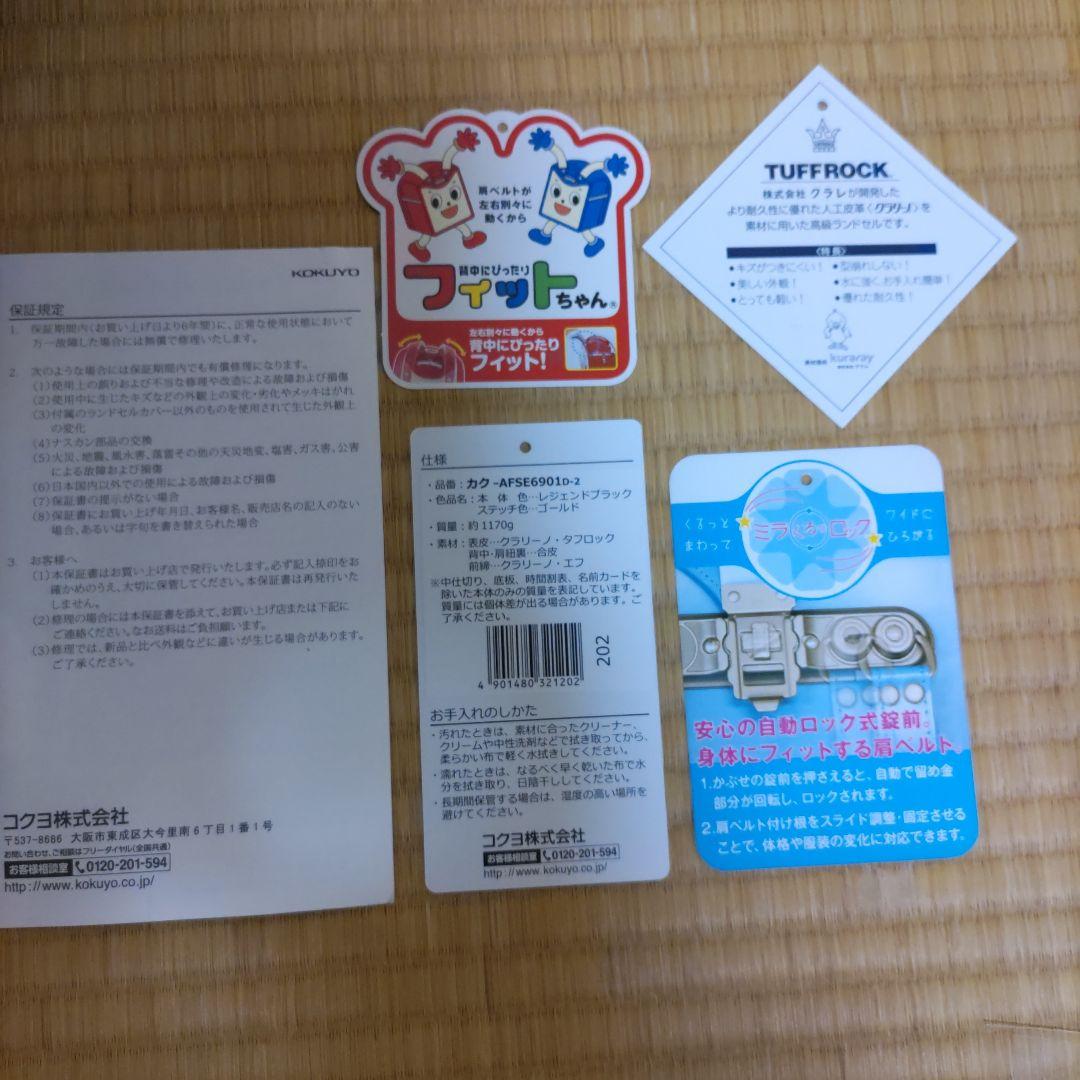 KOKUYO
保証規定
1. 保証期間内(お買い上げ日より6年間)に、正常な使用状態において
万一故障した場合には無償で修理いたします。
2. 次のような場合には保証期間内でも有償修理になります。
(1)使用上の誤りおよび不当な修理や改造による故障および損傷
(2)使用中に生じたキズなどの外観上の変化・劣化やメッキはがれ
(3)付属のランドセルカバー以外のものを使用されて生じた外観上
の変化
(4)ナスカン部品の交換
(5)火災、地震、風水害、落雷その他の天災地変、塩害、ガス害、公害
による故障および損傷
(6)日本国内以外での使用による故障および損傷
(7)保証書の提示がない場合
(8)保証書にお買い上げ年月日、お客様名、販売店名の記入のない
場合、あるいは字句を書き替えられた場合
3. お客様へ
(1)本保証書はお買い上げ店で発行いたします。必ず記入捺印をお
確かめのうえ、大切に保管してください。本保証書は再発行いた
しません。
(2)修理の場合には本保証書を添えて、お買い上げ店または下記に
ご連絡ください。なお送料はご負担願います。
(3)修理では、新品と比べ外観などに違いが生じる場合があります。
ご了承ください。
コクヨ株式会社
〒537-8686 大阪市東成区大今里南6丁目1番1号
お問い合わせ、ご相談はフリーダイヤル(全国共通)
お客様相談室 0120-201-594
http://www.kokuyo.co.jp/
肩ベルトが
左右別々に
動くから
背中にぴったり
フィットちゃん®
左右別々に動くから
背中にぴったり
フィット!
TUFFROCK
株式会社 クラレが開発した
より耐久性に優れた人工皮革〈クラリーノ〉を
素材に用いた高級ランドセルです。
〈特長〉
・キズがつきにくい! ・型崩れしない!
・美しい外観! ・水に強く、お手入れ簡単!
・とっても軽い! ・優れた耐久性!
素材提供 kuraray
株式会社 クラレ
仕様
・品番:カク-AFSE6901D-2
・色品名:本 体 色…レジェンドブラック
ステッチ色…ゴールド
・質量:約1170g
・素材:表皮…クラリーノ・タフロック
背中・肩紐裏…合皮
前締…クラリーノ・エフ
※中仕切り、底板、時間割表、名前カードを
除いた本体のみの質量を表記しています。
質量には個体差が出る場合があります。ご
了承ください。
4 901480 321202
202
お手入れのしかた
・汚れたときは、素材に合ったクリーナー、
クリームや中性洗剤などで拭き取ってから、
柔らかい布で軽く水拭きしてください。
・濡れたときは、なるべく早く乾いた布で水
分を拭き取り、日陰干ししてください。
・長期間保管する場合は、湿度の高い場所を
避けてください。
コクヨ株式会社
お客様相談室 0120-201-594
http://www.kokuyo.co.jp/
くるっと
まわって
ミラくるッロック
ワイドに
ひろがる
安心の自動ロック式錠前。
身体にフィットする肩ベルト。
1.かぶせの錠前を押さえると、自動で留め金
部分が回転し、ロックされます。
2.肩ベルト付け根をスライド調整・固定させる
ことで、体格や服装の変化に対応できます。